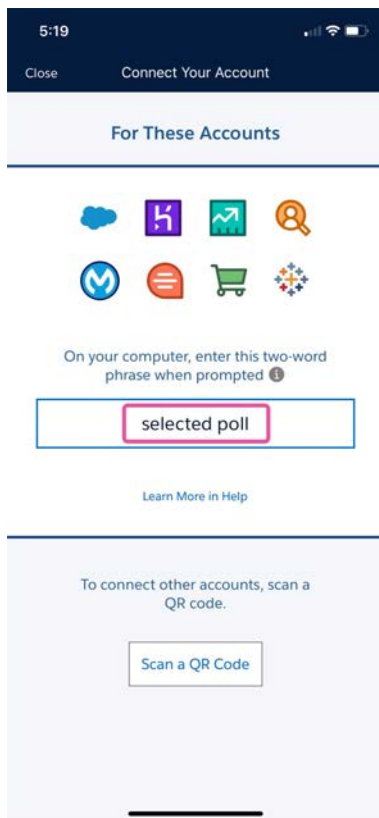 5:19
Close Connect Your Account
For These Accounts
On your computer, enter this two-word
phrase when prompted
selected poll
Learn More in Help
To connect other accounts, scan a
QR code.
Scan a QR Code